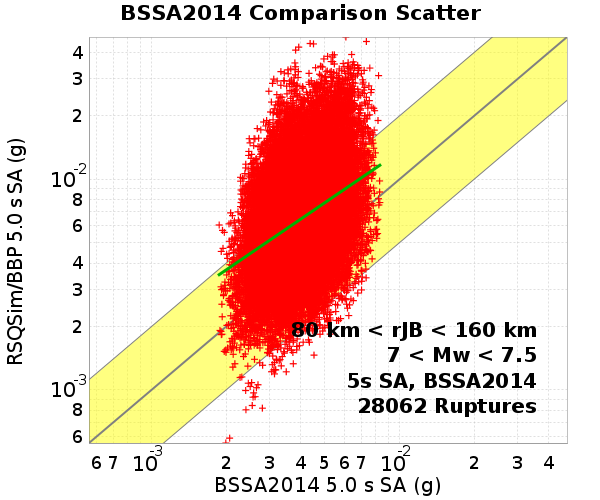 BSSA2014 Comparison Scatter
RSQSim/BBP 5.0 s SA (g)
4
3
2
10-2
8
6
4
3
2
10-3
8
6
80 km < rJB < 160 km
7 < Mw < 7.5
5s SA, BSSA2014
28062 Ruptures
6 7 10-3 2 3 4 5 6 7 10-2 2 3 4
BSSA2014 5.0 s SA (g)